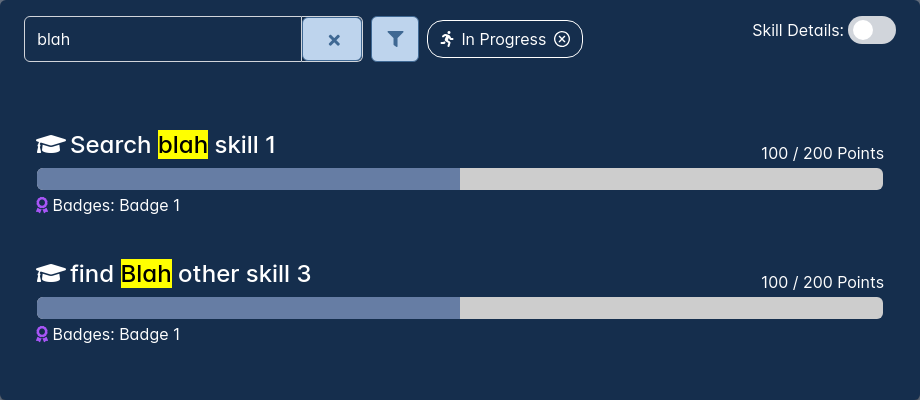 blah
In Progress
Skill Details:
Search blah skill 1
100 / 200 Points
Badges: Badge 1
find Blah other skill 3
100 / 200 Points
Badges: Badge 1